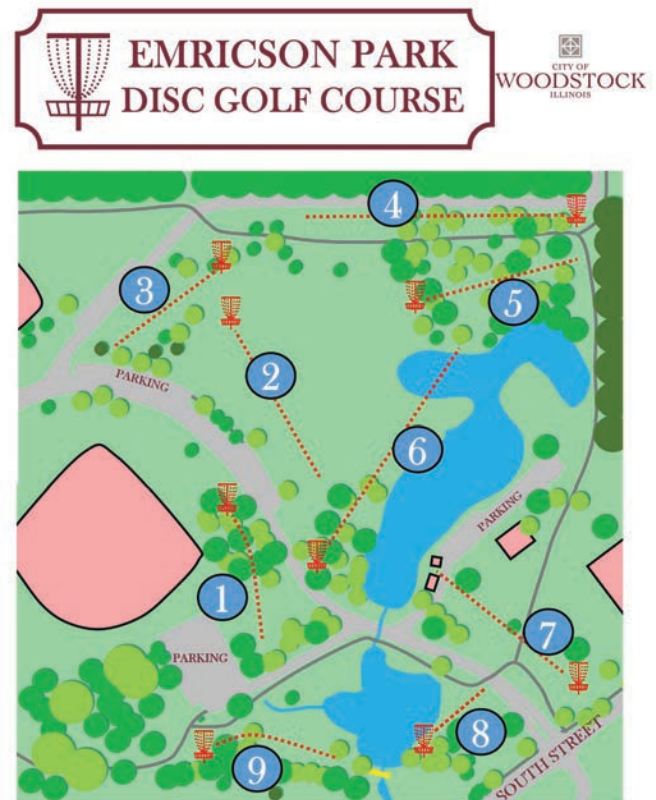 EMRICSON PARK
DISC GOLF COURSE
CITY OF
WOODSTOCK
ILLINOIS
4
3
5
2
PARKING
6
PARKING
1
7
PARKING
8
SOUTH STREET
9